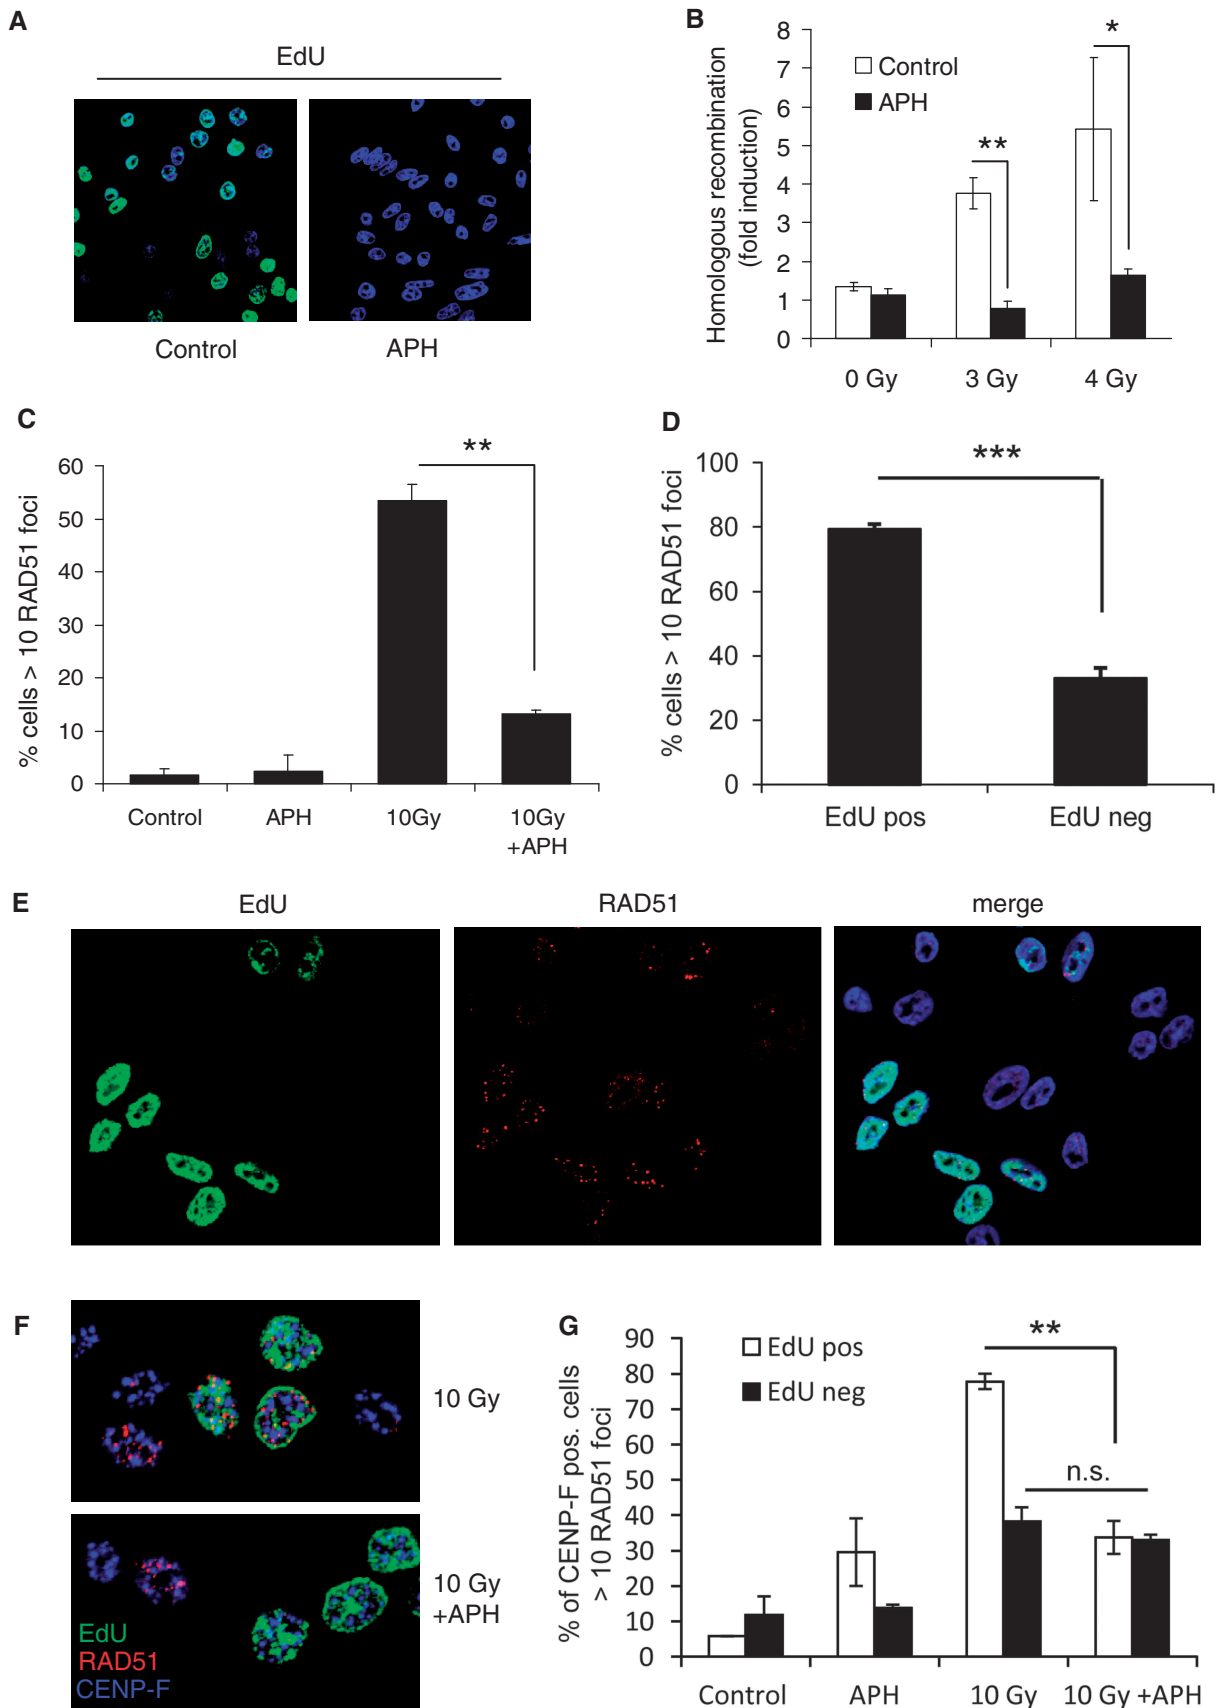 A
EdU
Control
APH
B
Homologous recombination
(fold induction)
8
7
6
5
4
3
2
1
0
Control
APH
**
*
0 Gy
3 Gy
4 Gy
C
% cells > 10 RAD51 foci
60
50
40
30
20
10
0
**
Control
APH
10Gy
10Gy
+APH
D
% cells > 10 RAD51 foci
100
80
60
40
20
0
***
EdU pos
EdU neg
E
EdU
RAD51
merge
F
10 Gy
10 Gy
+APH
EdU
RAD51
CENP-F
G
% of CENP-F pos. cells
> 10 RAD51 foci
90
80
70
60
50
40
30
20
10
0
EdU pos
EdU neg
**
n.s.
Control
APH
10 Gy
10 Gy +APH